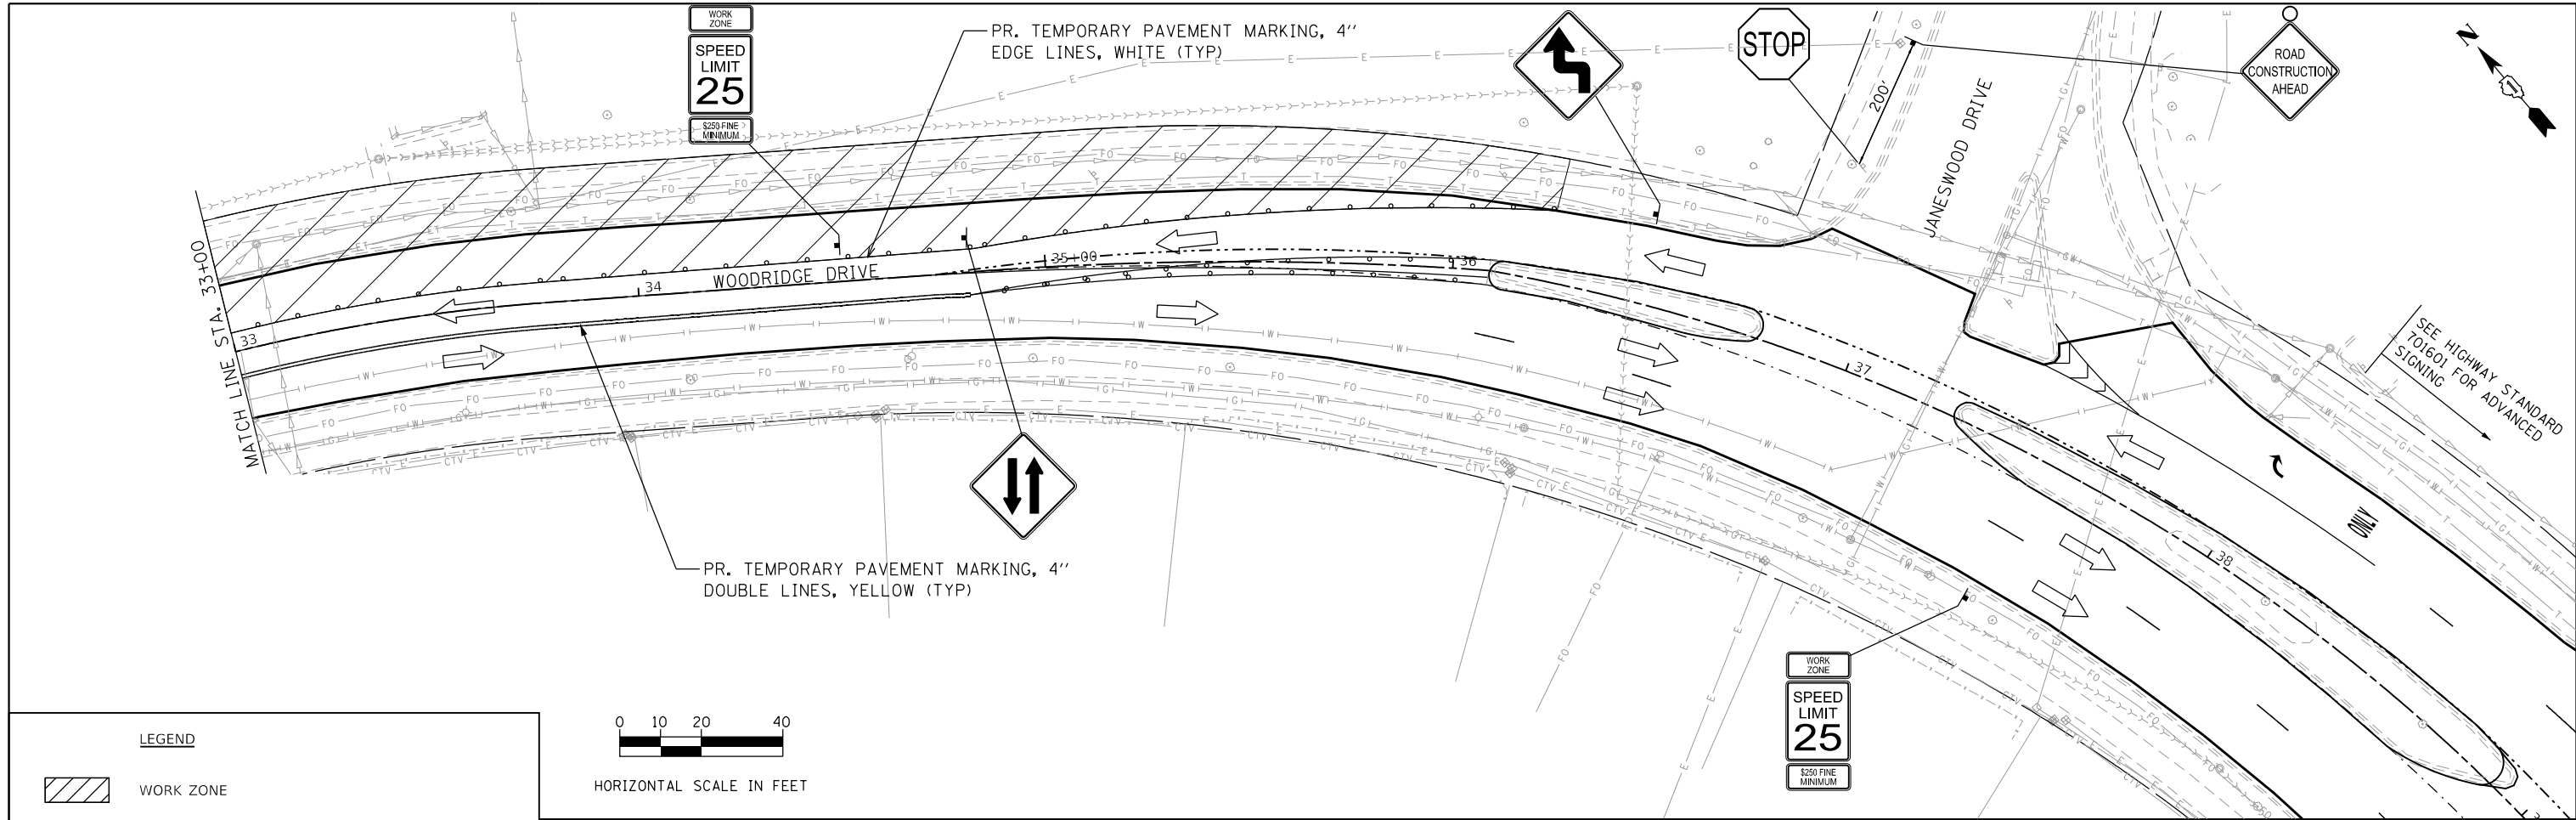 WORK
ZONE
SPEED
LIMIT
25
$250 FINE
MINIMUM
PR. TEMPORARY PAVEMENT MARKING, 4''
EDGE LINES, WHITE (TYP)
STOP
200'
JANESWOOD DRIVE
ROAD
CONSTRUCTION
AHEAD
N
MATCH LINE STA. 33+00
33
34
WOODRIDGE DRIVE
35+00
36
37
38
SEE HIGHWAY STANDARD
701601 FOR ADVANCED
SIGNING
ONLY
PR. TEMPORARY PAVEMENT MARKING, 4''
DOUBLE LINES, YELLOW (TYP)
WORK
ZONE
SPEED
LIMIT
25
$250 FINE
MINIMUM
LEGEND
WORK ZONE
0 10 20 40
HORIZONTAL SCALE IN FEET